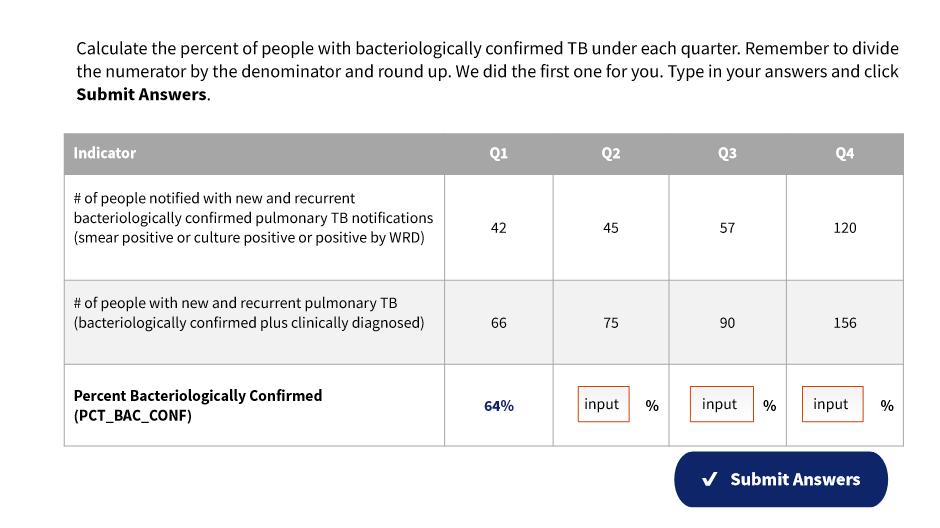 Calculate the percent of people with bacteriologically confirmed TB under each quarter. Remember to divide
the numerator by the denominator and round up. We did the first one for you. Type in your answers and click
Submit Answers.
Indicator Q1 Q2 Q3 Q4
# of people notified with new and recurrent
bacteriologically confirmed pulmonary TB notifications
(smear positive or culture positive or positive by WRD)
42 45 57 120
# of people with new and recurrent pulmonary TB
(bacteriologically confirmed plus clinically diagnosed)
66 75 90 156
Percent Bacteriologically Confirmed
(PCT_BAC_CONF)
64% input % input % input %
✓ Submit Answers